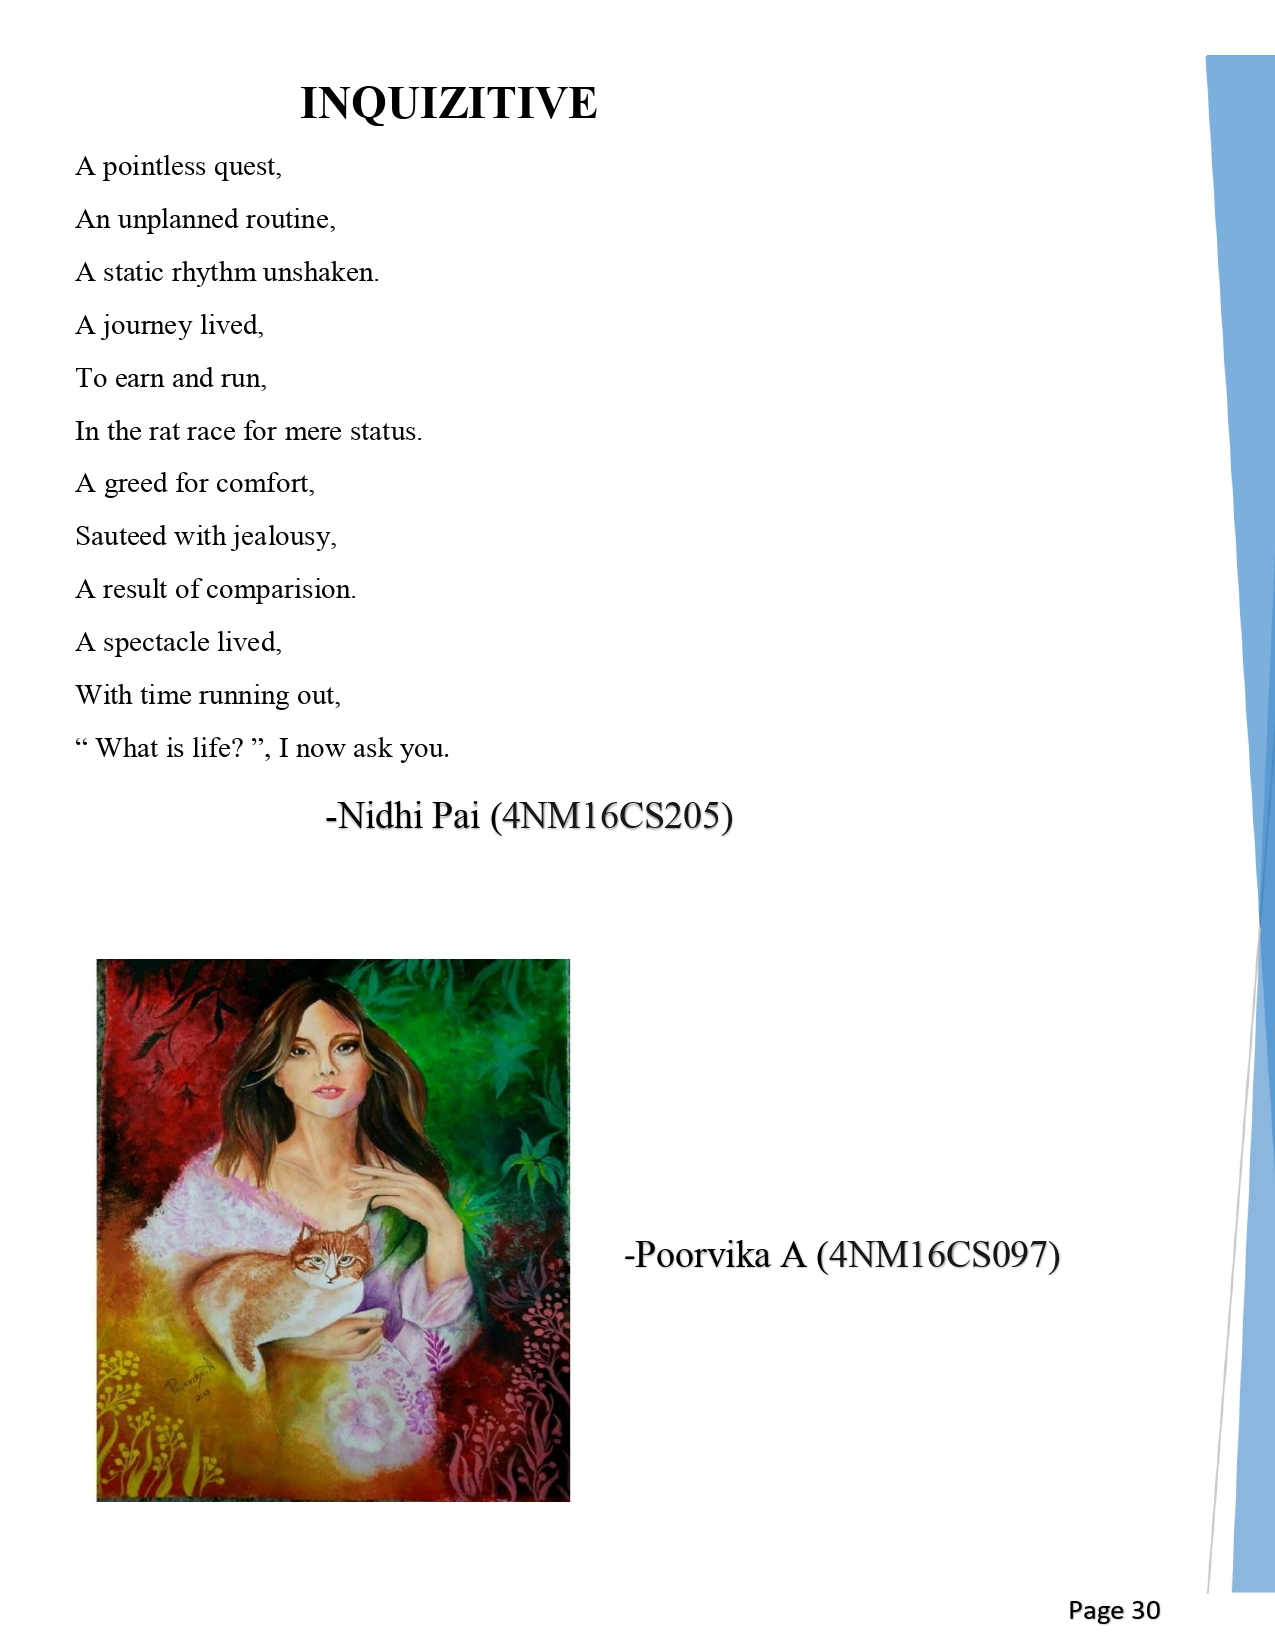 INQUIZITIVE
A pointless quest,
An unplanned routine,
A static rhythm unshaken.
A journey lived,
To earn and run,
In the rat race for mere status.
A greed for comfort,
Sauteed with jealousy,
A result of comparision.
A spectacle lived,
With time running out,
“ What is life? ”, I now ask you.
-Nidhi Pai (4NM16CS205)
-Poorvika A (4NM16CS097)
Poorvika A
Page 30